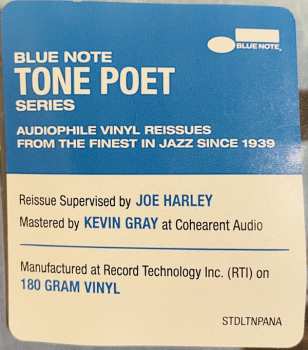 BLUE NOTE
BLUE NOTE
TONE POET
SERIES
AUDIOPHILE VINYL REISSUES
FROM THE FINEST IN JAZZ SINCE 1939
Reissue Supervised by JOE HARLEY
Mastered by KEVIN GRAY at Cohearent Audio
Manufactured at Record Technology Inc. (RTI) on
180 GRAM VINYL
STDLTNPANA